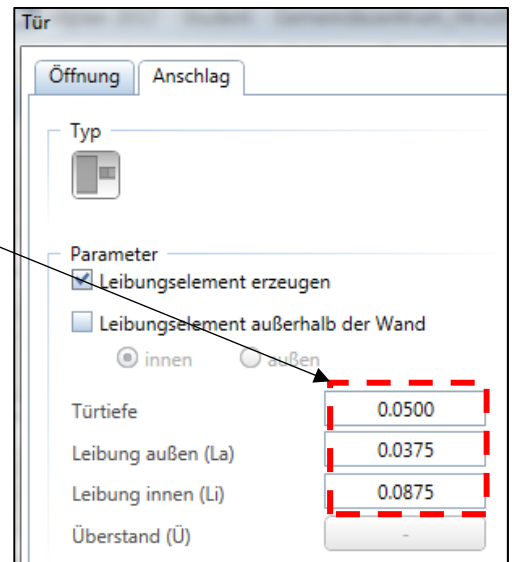 Tür
Öffnung Anschlag
Typ
Parameter
Leibungselement erzeugen
Leibungselement außerhalb der Wand
innen außen
Türtiefe 0.0500
Leibung außen (La) 0.0375
Leibung innen (Li) 0.0875
Überstand (Ü) -